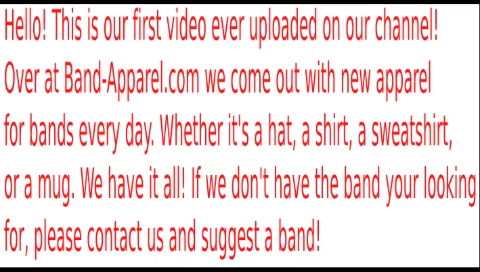 Hello! This is our first video ever uploaded on our channel!
Over at Band-Apparel.com we come out with new apparel
for bands every day. Whether it's a hat, a shirt, a sweatshirt,
or a mug. We have it all! If we don't have the band your looking
for, please contact us and suggest a band!